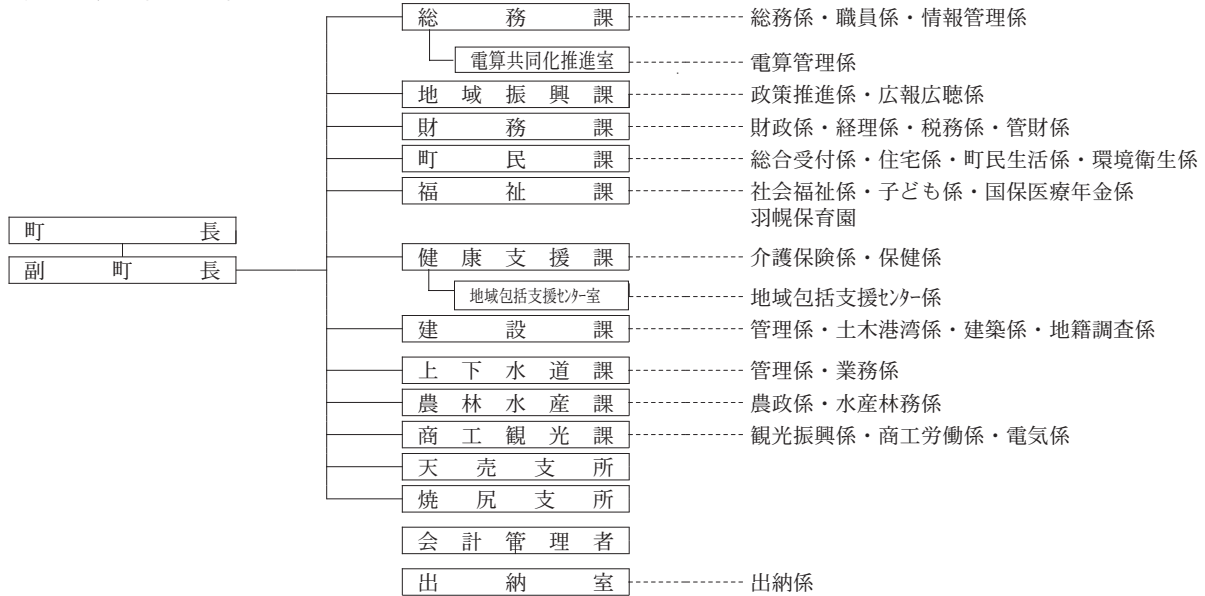 総務課 総務係・職員係・情報管理係
電算共同化推進室 電算管理係
地域振興課 政策推進係・広報広聴係
財務課 財政係・経理係・税務係・管財係
町民課 総合受付係・住宅係・町民生活係・環境衛生係
福祉課 社会福祉係・子ども係・国保医療年金係
羽幌保育園
町長
副町長
健康支援課 介護保険係・保健係
地域包括支援ｾﾝﾀｰ室 地域包括支援ｾﾝﾀｰ係
建設課 管理係・土木港湾係・建築係・地籍調査係
上下水道課 管理係・業務係
農林水産課 農政係・水産林務係
商工観光課 観光振興係・商工労働係・電気係
天売支所
焼尻支所
会計管理者
出納室 出納係